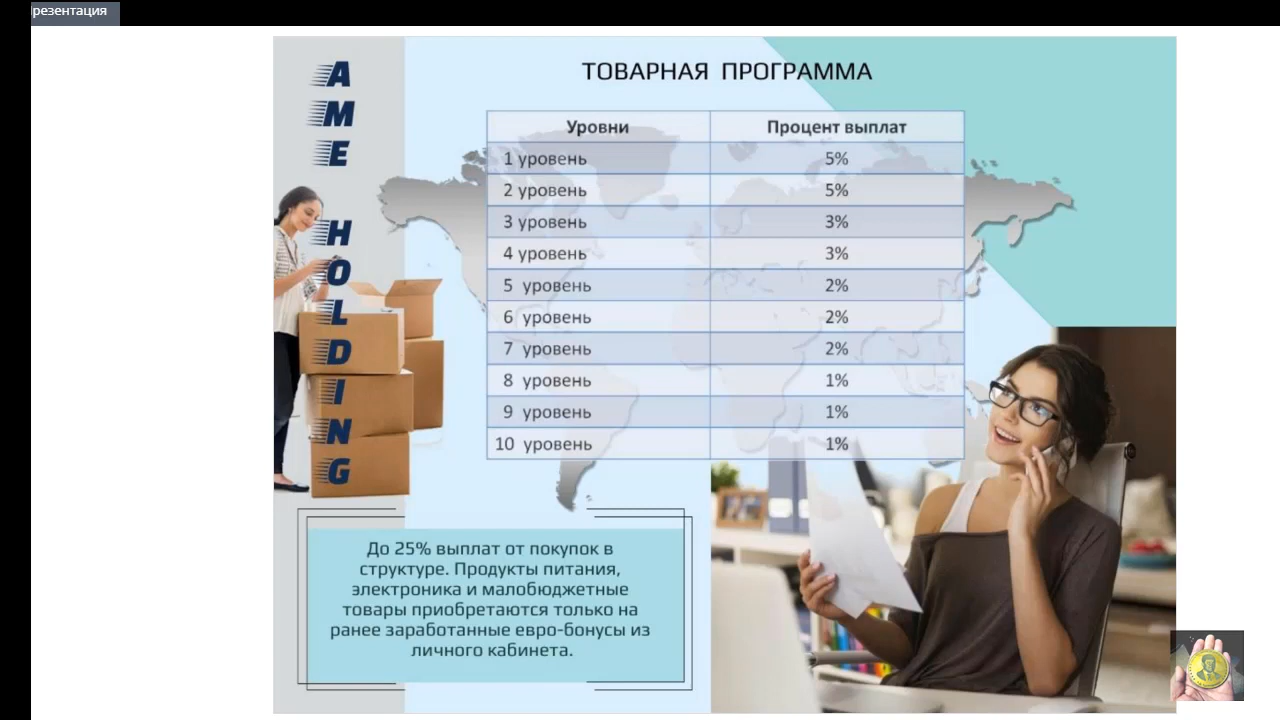 резентация
AME HOLDING
ТОВАРНАЯ ПРОГРАММА
Уровни Процент выплат
1 уровень 5%
2 уровень 5%
3 уровень 3%
4 уровень 3%
5 уровень 2%
6 уровень 2%
7 уровень 2%
8 уровень 1%
9 уровень 1%
10 уровень 1%
До 25% выплат от покупок в
структуре. Продукты питания,
электроника и малобюджетные
товары приобретаются только на
ранее заработанные евро-бонусы из
личного кабинета.